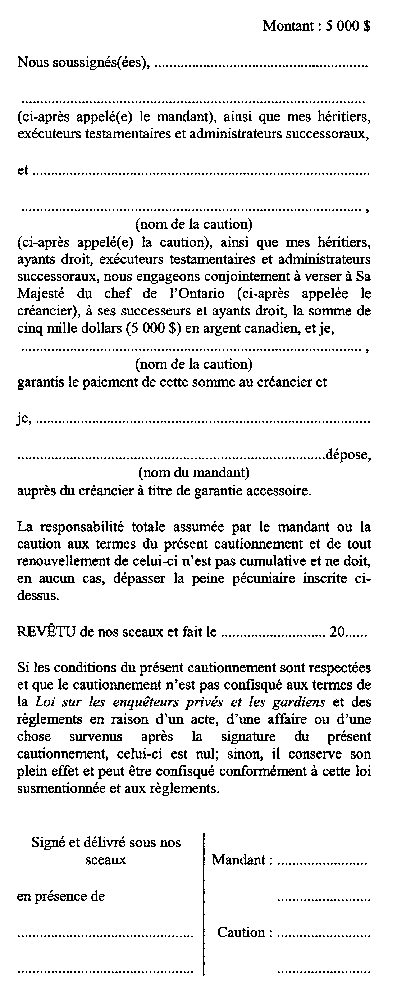 Montant : 5 000 $
Nous soussignés(ées), ........................................................
..........................................................................................
(ci-après appelé(e) le mandant), ainsi que mes héritiers,
exécuteurs testamentaires et administrateurs successoraux,
et ........................................................................................
......................................................................................... ,
(nom de la caution)
(ci-après appelé(e) la caution), ainsi que mes héritiers,
ayants droit, exécuteurs testamentaires et administrateurs
successoraux, nous engageons conjointement à verser à Sa
Majesté du chef de l'Ontario (ci-après appelée le
créancier), à ses successeurs et ayants droit, la somme de
cinq mille dollars (5 000 $) en argent canadien, et je,
......................................................................................... ,
(nom de la caution)
garantis le paiement de cette somme au créancier et
je, .......................................................................................
.................................................................................dépose,
(nom du mandant)
auprès du créancier à titre de garantie accessoire.
La responsabilité totale assumée par le mandant ou la
caution aux termes du présent cautionnement et de tout
renouvellement de celui-ci n'est pas cumulative et ne doit,
en aucun cas, dépasser la peine pécuniaire inscrite ci-
dessus.
REVÊTU de nos sceaux et fait le ............................ 20......
Si les conditions du présent cautionnement sont respectées
et que le cautionnement n'est pas confisqué aux termes de
la Loi sur les enquêteurs privés et les gardiens et des
règlements en raison d'un acte, d'une affaire ou d'une
chose survenus après la signature du présent
cautionnement, celui-ci est nul; sinon, il conserve son
plein effet et peut être confisqué conformément à cette loi
susmentionnée et aux règlements.
Signé et délivré sous nos
sceaux
en présence de
..............................................
..............................................
Mandant : ........................
.........................
Caution : .........................
.........................